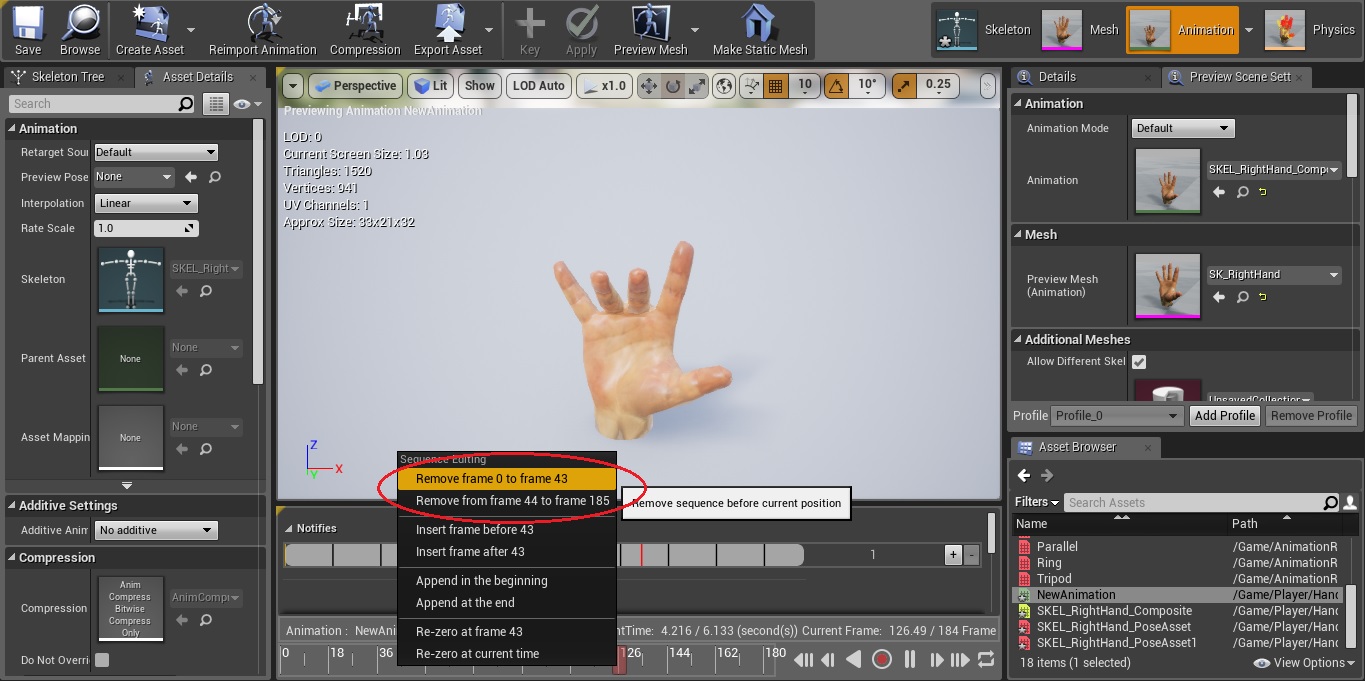 Save Browse Create Asset Reimport Animation Compression Export Asset Key Apply Preview Mesh Make Static Mesh Skeleton Mesh Animation Physics
Skeleton Tree Asset Details
Search
Animation
Retarget Sou Default
Preview Pose None
Interpolation Linear
Rate Scale 1.0
Skeleton SKEL_Right
Parent Asset None None
Asset Mappin None None
Additive Settings
Additive Anim No additive
Compression
Compression Anim Compress Bitwise Compress Only AnimCompr
Do Not Overri
Perspective Lit Show LOD Auto x1.0 10 10° 0.25
Previewing Animation NewAnimation
LOD: 0
Current Screen Size: 1.03
Triangles: 1520
Vertices: 941
UV Channels: 1
Approx Size: 33x21x32
Z
X
Y
Sequence Editing
Remove frame 0 to frame 43
Remove from frame 44 to frame 185
Remove sequence before current position
Insert frame before 43
Insert frame after 43
Append in the beginning
Append at the end
Re-zero at frame 43
Re-zero at current time
Notifies
1 + -
Animation : NewAni ntTime: 4.216 / 6.133 (second(s)) Current Frame: 126.49 / 184 Frame
0 18 36 126 144 162 180
Details Preview Scene Sett
Animation
Animation Mode Default
Animation SKEL_RightHand_Comp
Mesh
Preview Mesh SK_RightHand
(Animation)
Additional Meshes
Allow Different Skel
UnsavedCollection
Profile Profile_0 Add Profile Remove Profile
Asset Browser
Filters Search Assets
Name Path
Parallel /Game/AnimationR
Ring /Game/AnimationR
Tripod /Game/AnimationR
NewAnimation /Game/Player/Hand
SKEL_RightHand_Composite /Game/Player/Hand
SKEL_RightHand_PoseAsset /Game/Player/Hand
SKEL_RightHand_PoseAsset1 /Game/Player/Hand
18 items (1 selected) View Options